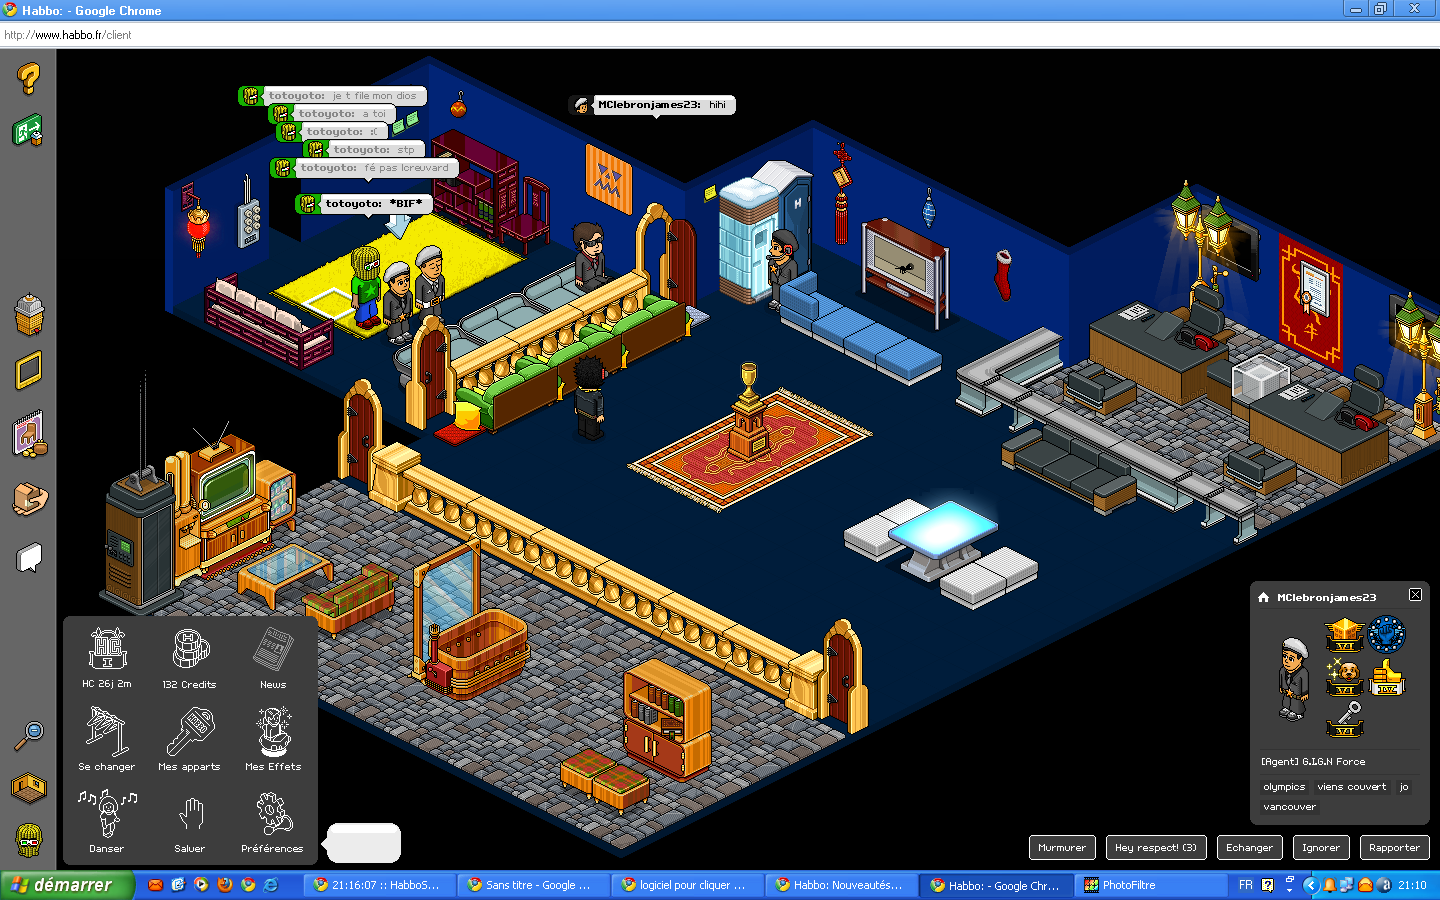 Habbo: - Google Chrome
http://www.habbo.fr/client
totoyoto: je t file mon dios
totoyoto: a toi
totoyoto: :(
totoyoto: stp
totoyoto: fé pas lcreuvard
totoyoto: *BIF*
MClebronjames23: hihi
H
牛
HC 26j 2m
132 Credits
News
Se changer
Mes apparts
Mes Effets
Danser
Saluer
Préférences
MClebronjames23
[Agent] G.I.G.N Force
olympics viens couvert jo
vancouver
Murmurer
Hey respect! (3)
Echanger
Ignorer
Rapporter
démarrer
21:16:07 :: HabboS...
Sans titre - Google ...
logiciel pour cliquer ...
Habbo: Nouveautés...
Habbo: - Google Chr...
PhotoFiltre
FR
21:10